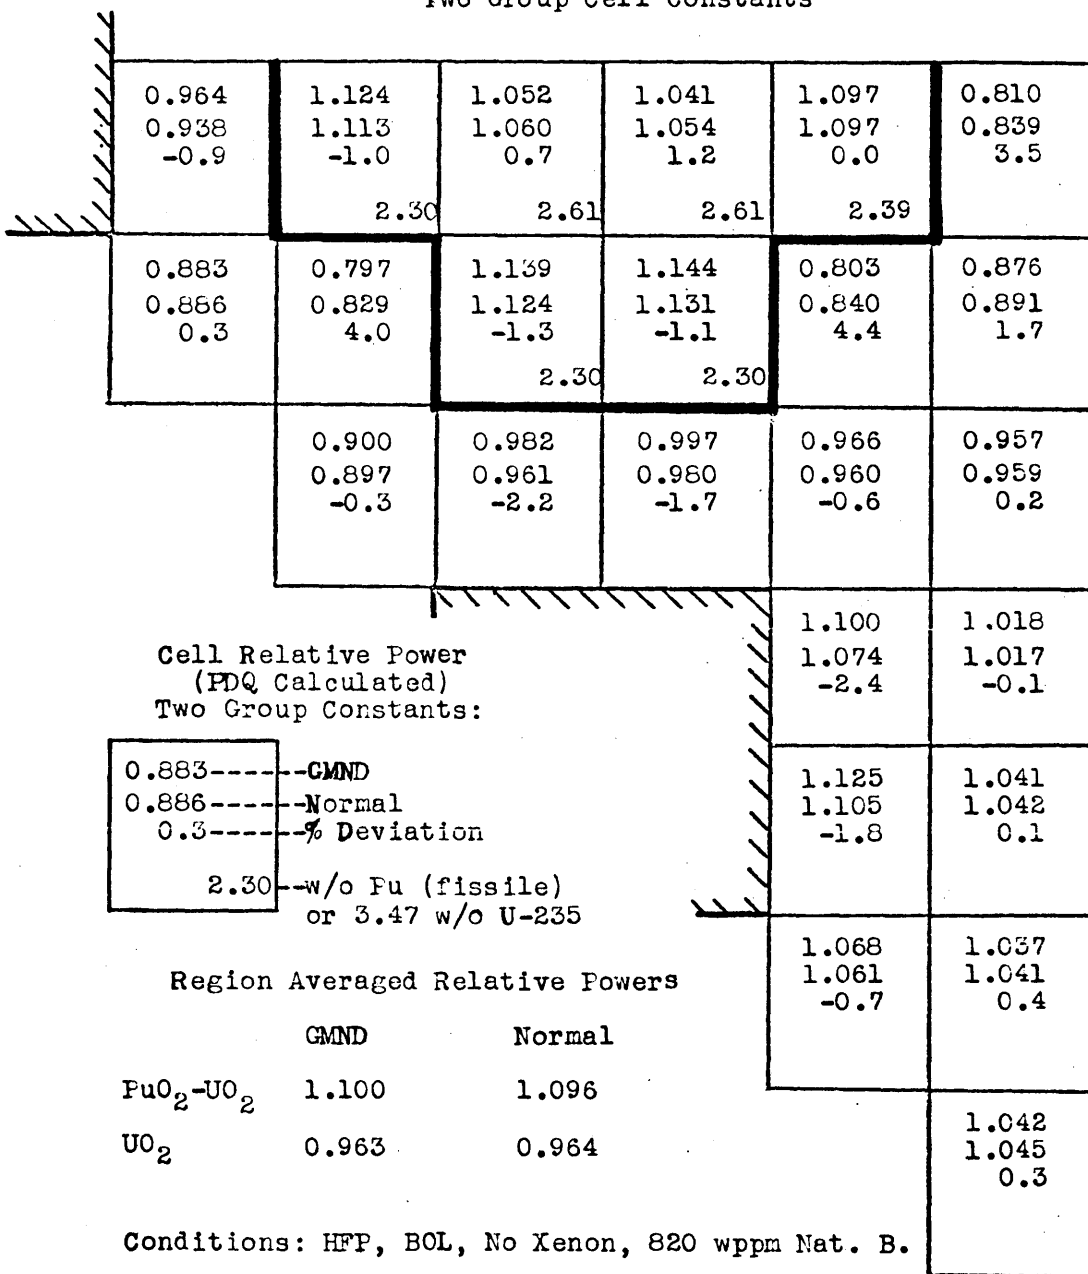 Two Group Cell Constants
0.964 1.124 1.052 1.041 1.097 0.810
0.938 1.113 1.060 1.054 1.097 0.839
-0.9 -1.0 0.7 1.2 0.0 3.5
2.30 2.61 2.61 2.39
0.883 0.797 1.139 1.144 0.803 0.876
0.886 0.829 1.124 1.131 0.840 0.891
0.3 4.0 -1.3 -1.1 4.4 1.7
2.30 2.30
0.900 0.982 0.997 0.966 0.957
0.897 0.961 0.980 0.960 0.959
-0.3 -2.2 -1.7 -0.6 0.2
1.100 1.018
1.074 1.017
-2.4 -0.1
Cell Relative Power
(PDQ Calculated)
Two Group Constants:
0.883------GMND
0.886------Normal
0.3------% Deviation
2.30--w/o Pu (fissile)
or 3.47 w/o U-235
1.125 1.041
1.105 1.042
-1.8 0.1
1.068 1.037
1.061 1.041
-0.7 0.4
Region Averaged Relative Powers
GMND Normal
PuO2-UO2 1.100 1.096
UO2 0.963 0.964
1.042
1.045
0.3
Conditions: HFP, BOL, No Xenon, 820 wppm Nat. B.